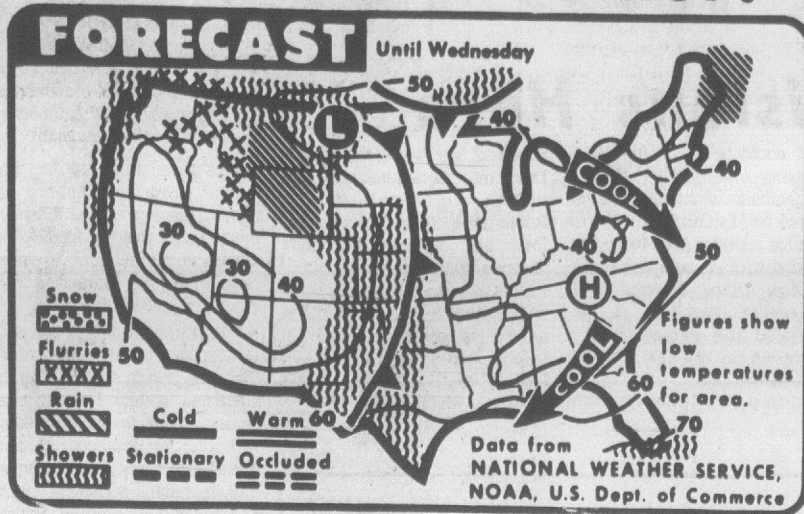 FORECAST
Until Wednesday
50
L
40
COOL
40
50
40
30
30
40
H
50
COOL
60
60
70
Figures show
low
temperatures
for area.
Snow
Flurries
XXXX
Rain
Showers
Cold
Warm
Stationary
Occluded
Data from
NATIONAL WEATHER SERVICE,
NOAA, U.S. Dept. of Commerce